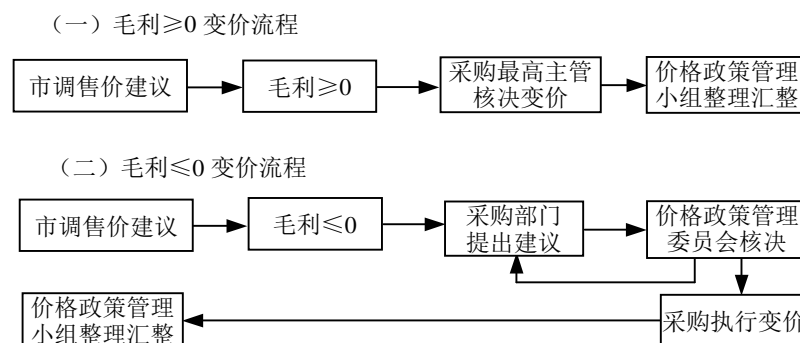 （一）毛利≥0 变价流程
市调售价建议
毛利≥0
采购最高主管
核决变价
价格政策管理
小组整理汇整
（二）毛利≤0 变价流程
市调售价建议
毛利≤0
采购部门
提出建议
价格政策管理
委员会核决
采购执行变价
价格政策管理
小组整理汇整